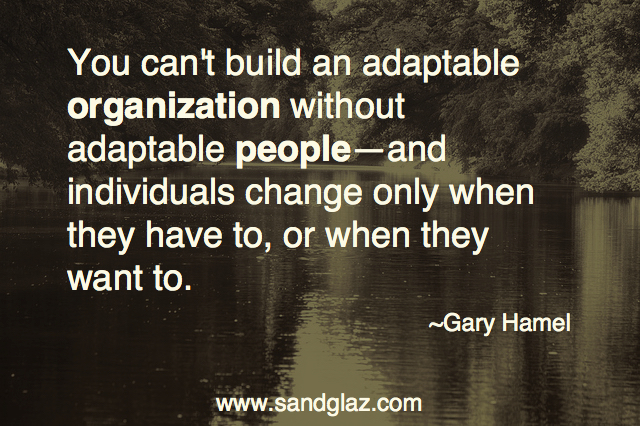 You can't build an adaptable
organization without
adaptable people—and
individuals change only when
they have to, or when they
want to.
~Gary Hamel
www.sandglaz.com